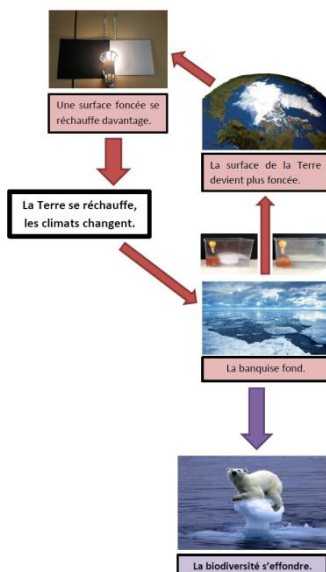 Une surface foncée se
réchauffe davantage.
La surface de la Terre
devient plus foncée.
La Terre se réchauffe,
les climats changent.
La banquise fond.
La biodiversité s'effondre.